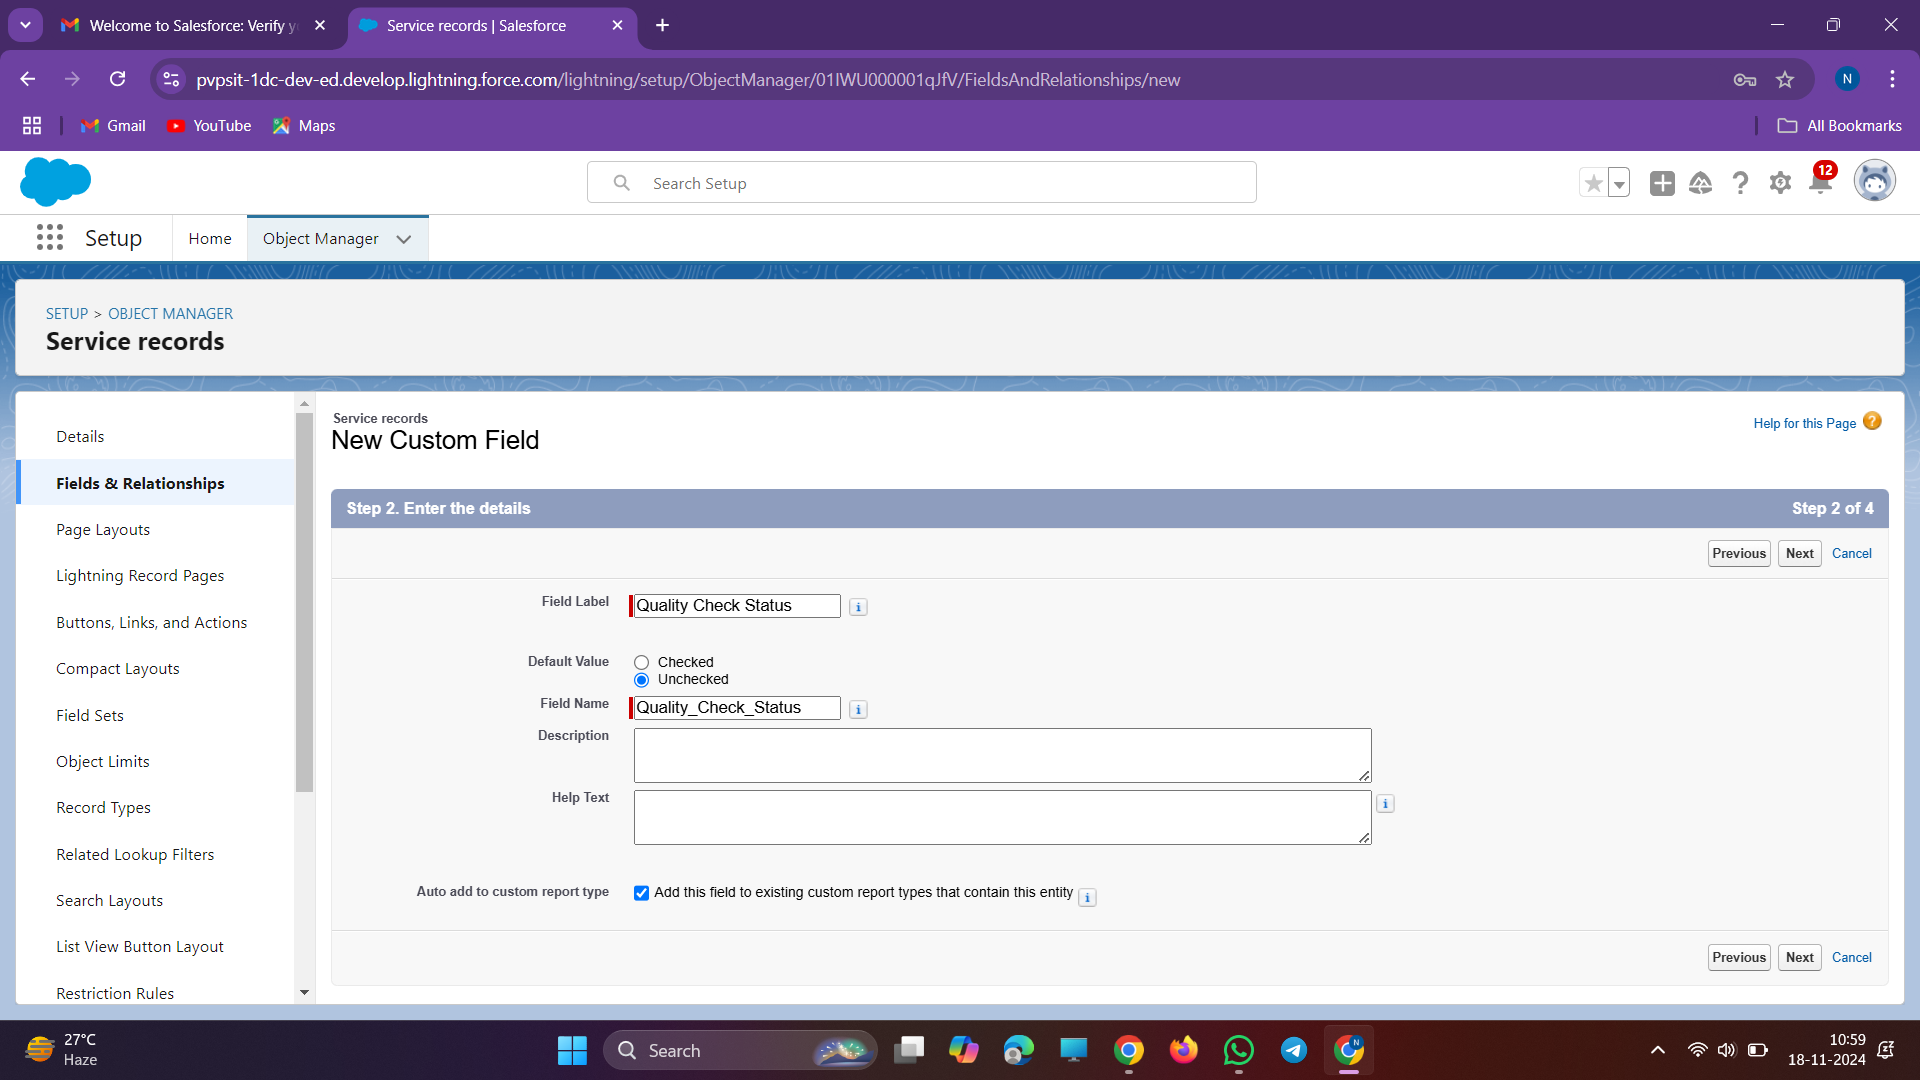 Welcome to Salesforce: Verify y
Service records | Salesforce
pvpsit-1dc-dev-ed.develop.lightning.force.com/lightning/setup/ObjectManager/01IWU000001qJfV/FieldsAndRelationships/new
N
Gmail
YouTube
Maps
All Bookmarks
Search Setup
12
Setup
Home
Object Manager
SETUP > OBJECT MANAGER
Service records
Details
Fields & Relationships
Page Layouts
Lightning Record Pages
Buttons, Links, and Actions
Compact Layouts
Field Sets
Object Limits
Record Types
Related Lookup Filters
Search Layouts
List View Button Layout
Restriction Rules
Service records
New Custom Field
Help for this Page
Step 2. Enter the details
Step 2 of 4
Previous Next Cancel
Field Label Quality Check Status
Default Value Checked
Unchecked
Field Name Quality_Check_Status
Description
Help Text
Auto add to custom report type Add this field to existing custom report types that contain this entity
Previous Next Cancel
27°C
Haze
Search
10:59
18-11-2024